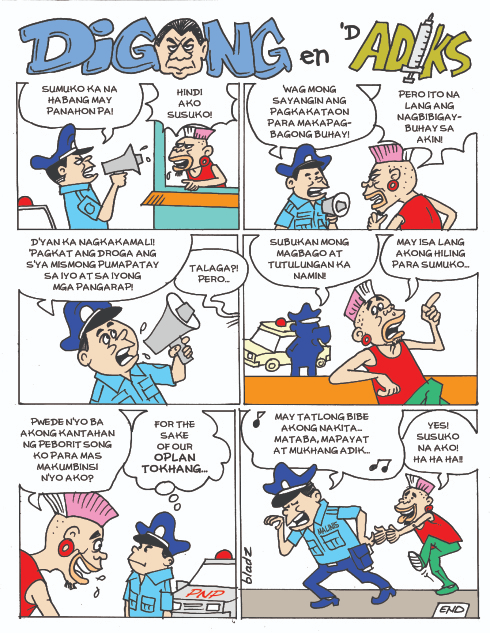 DiGONG en 'D ADIKS
SUMUKO KA NA
HABANG MAY
PANAHON PA!
HINDI
AKO
SUSUKO!
WAG MONG
SAYANGIN ANG
PAGKAKATAON
PARA MAKAPAG-
BAGONG BUHAY!
PERO ITO NA
LANG ANG
NAGBIBIGAY-
BUHAY SA
AKIN!
D'YAN KA NAGKAKAMALI!
'PAGKAT ANG DROGA ANG
S'YA MISMONG PUMAPATAY
SA IYO AT SA IYONG
MGA PANGARAP!
TALAGA?!
PERO...
SUBUKAN MONG
MAGBAGO AT
TUTULUNGAN KA
NAMIN!
MAY ISA LANG
AKONG HILING
PARA SUMUKO...
PWEDE N'YO BA
AKONG KANTAHAN
NG PEBORIT SONG
KO PARA MAS
MAKUMBINSI
N'YO AKO?
FOR THE
SAKE
OF OUR
OPLAN
TOKHANG...
PNP
bladz
MAY TATLONG BIBE
AKONG NAKITA...
MATABA, MAPAYAT
AT MUKHANG ADIK...
YES!
SUSUKO
NA AKO!
HA HA HA!!
MALINIS
END